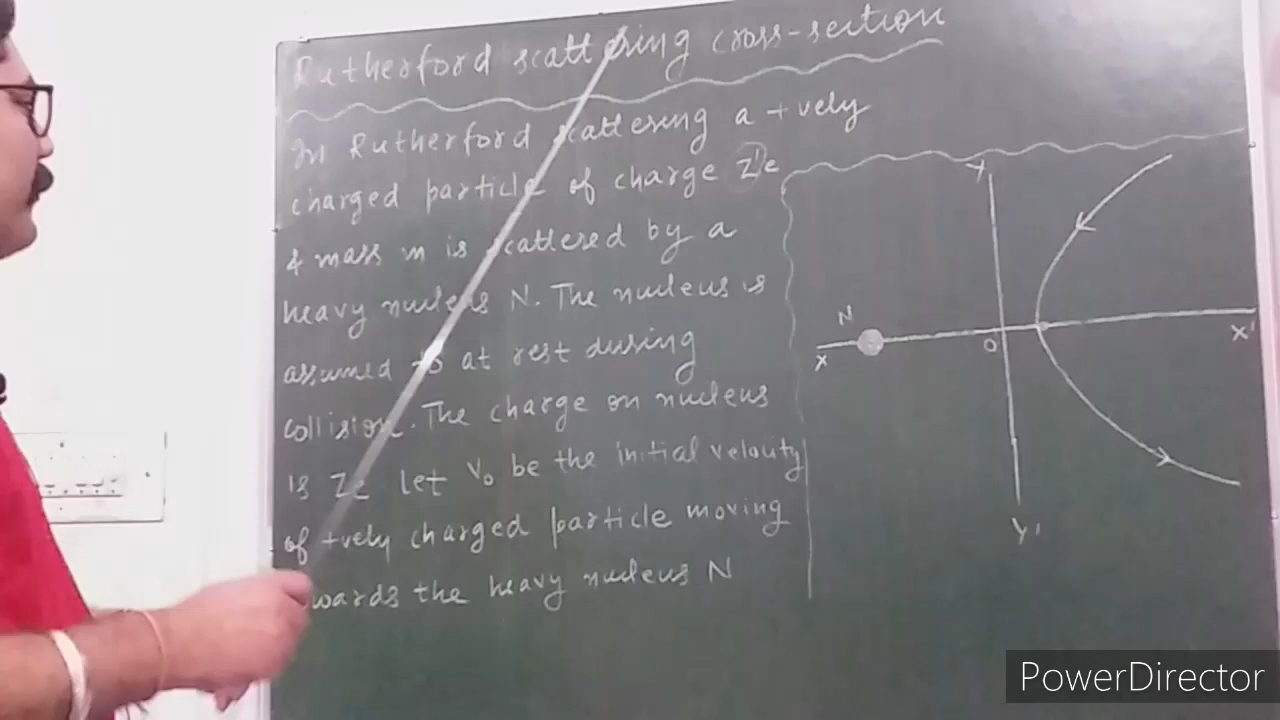 Rutherford scattering cross-section
In Rutherford scattering a +vely
charged particle of charge Z'e
& mass m is scattered by a
heavy nucleus N. The nucleus is
assumed to at rest during
collision. The charge on nucleus
is Ze Let V₀ be the initial velocity
of +vely charged particle moving
wards the heavy nucleus N
Y
N
X
O
X'
Y'
PowerDirector